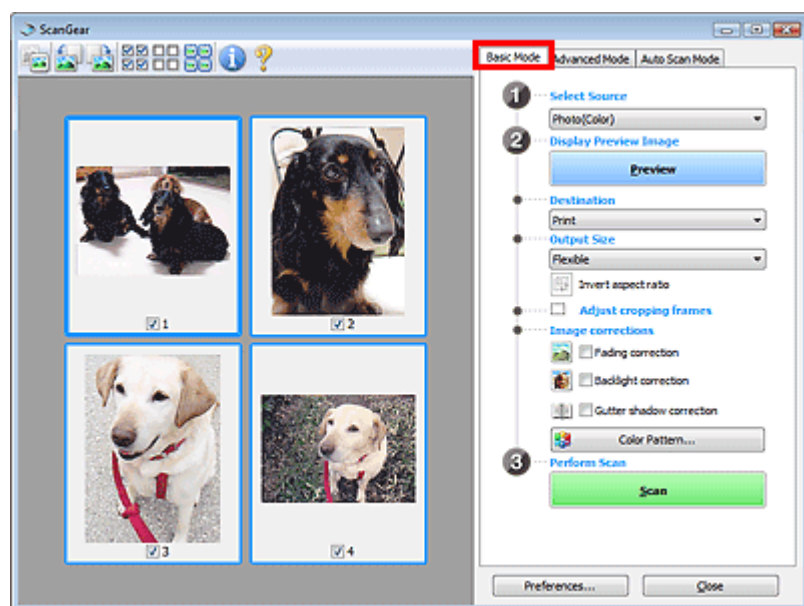 ScanGear
Basic Mode
Advanced Mode
Auto Scan Mode
1
Select Source
Photo(Color)
2
Display Preview Image
Preview
Destination
Print
Output Size
Flexible
Invert aspect ratio
Adjust cropping frames
Image corrections
Fading correction
Backlight correction
Gutter shadow correction
Color Pattern...
3
Perform Scan
Scan
Preferences...
Close
1
2
3
4